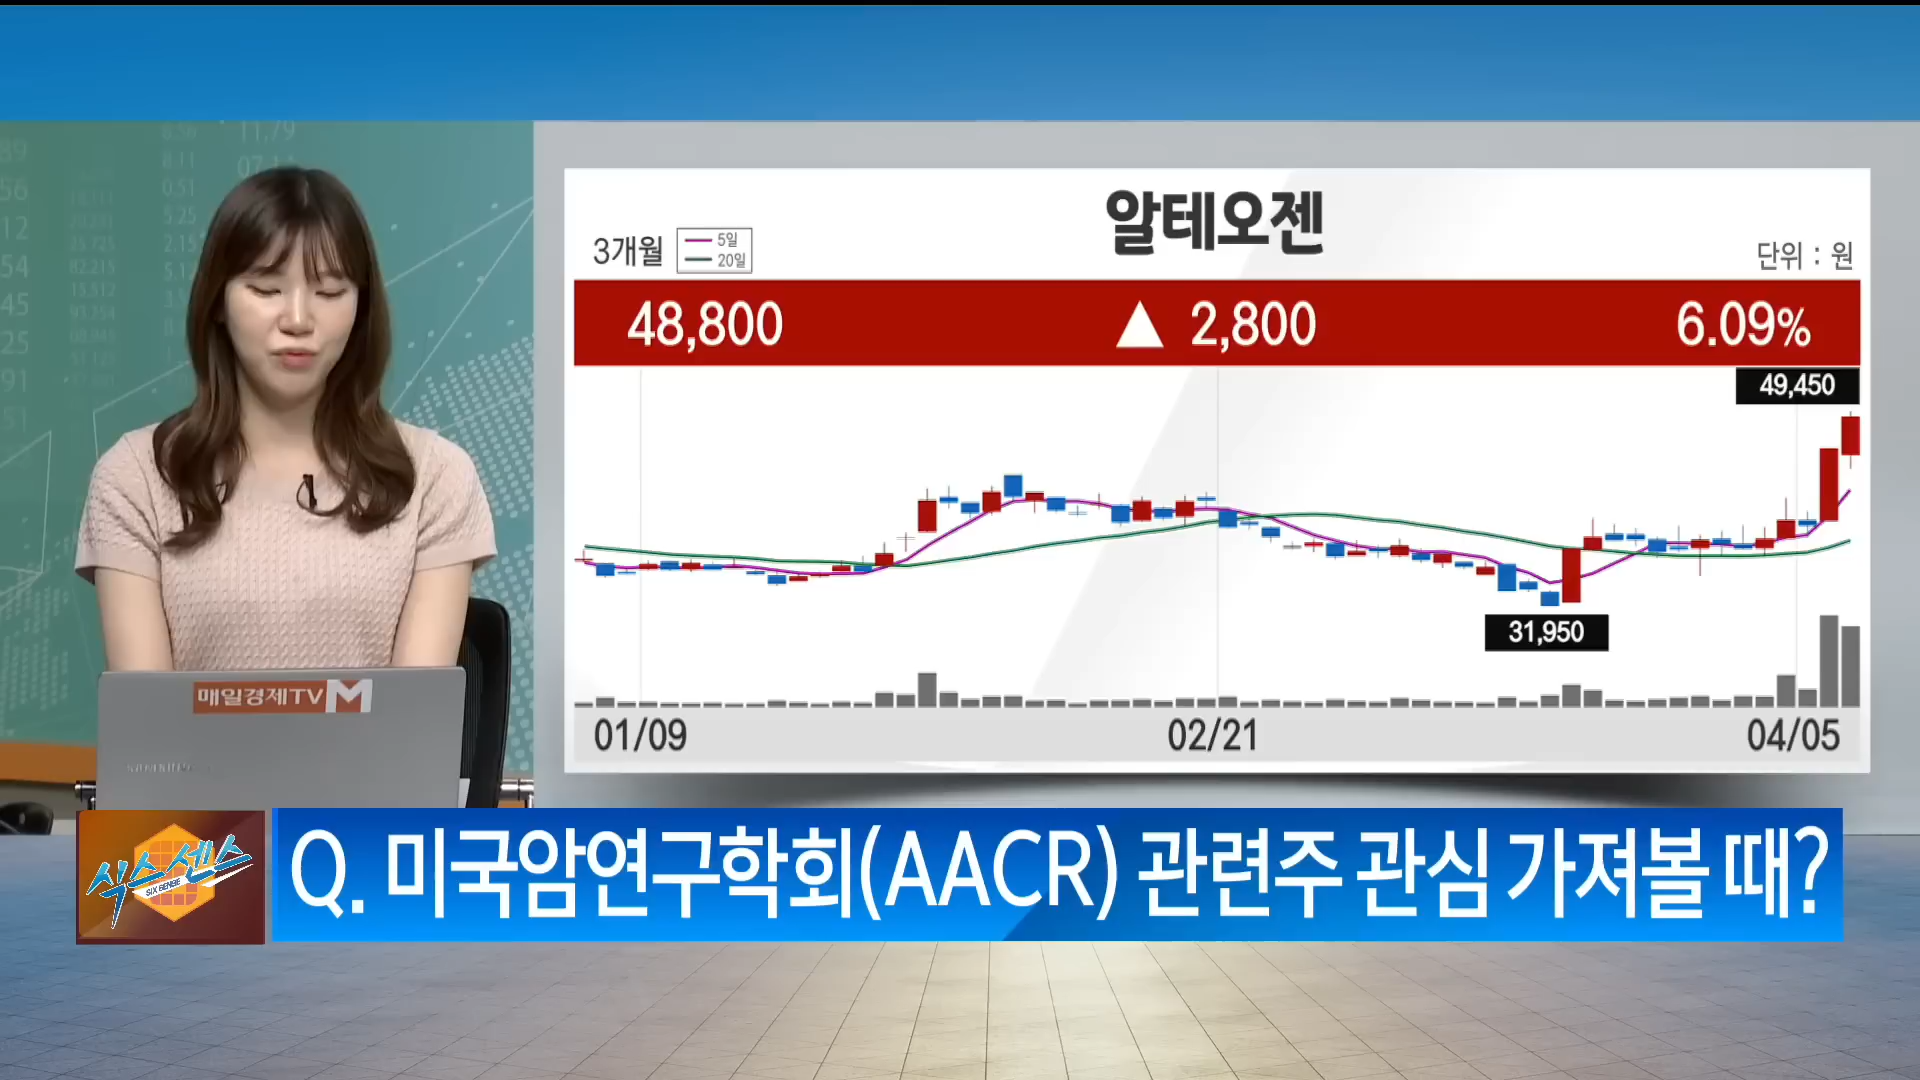 알테오젠
3개월
5일
20일
단위 : 원
48,800 ▲ 2,800 6.09%
49,450
31,950
01/09 02/21 04/05
매일경제TV M
식스센스
SIX SENSE
Q. 미국암연구학회(AACR) 관련주 관심 가져볼 때?